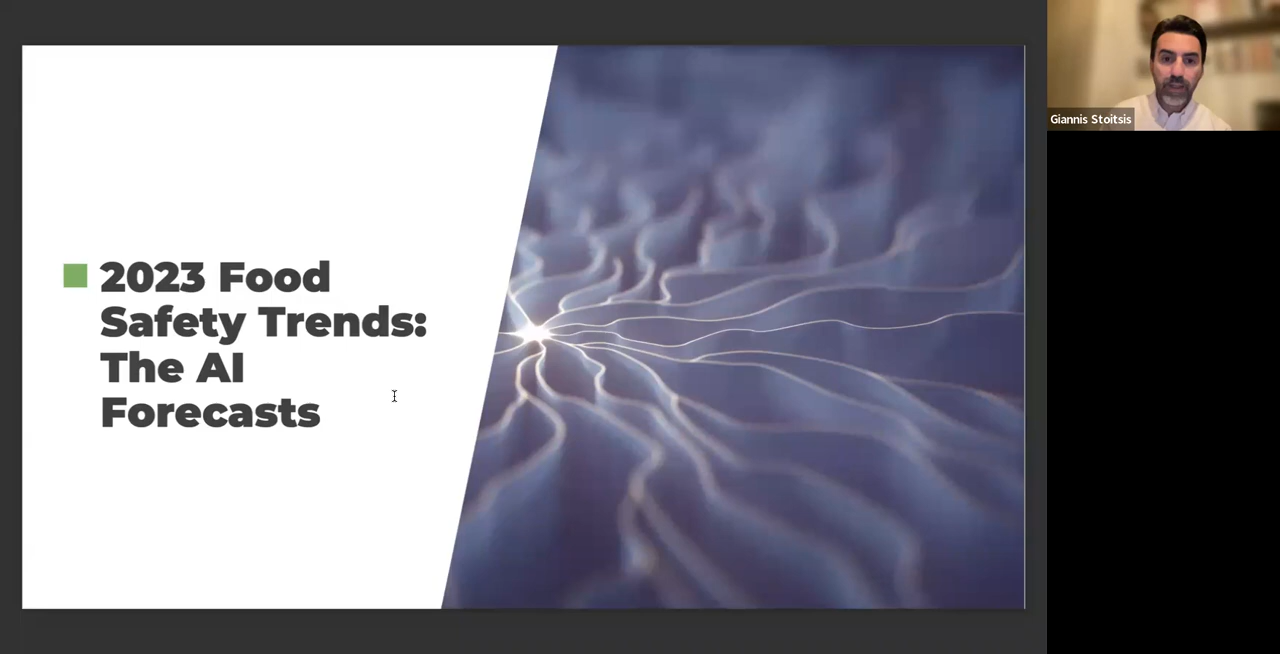 2023 Food
Safety Trends:
The AI
Forecasts
Giannis Stoitsis